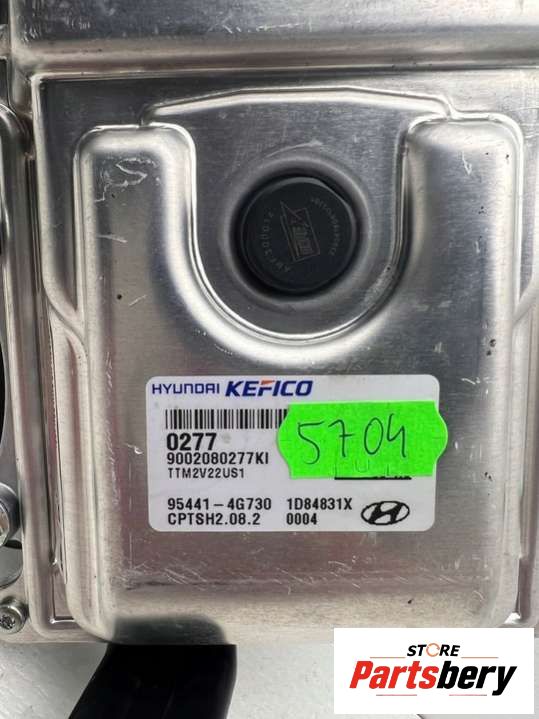 HYUNDAI KEFICO
0277
9002080277KI
TTM2V22US1
5704
95441-4G730 1D84831X
CPTSH2.08.2 0004
STORE
Partsbery